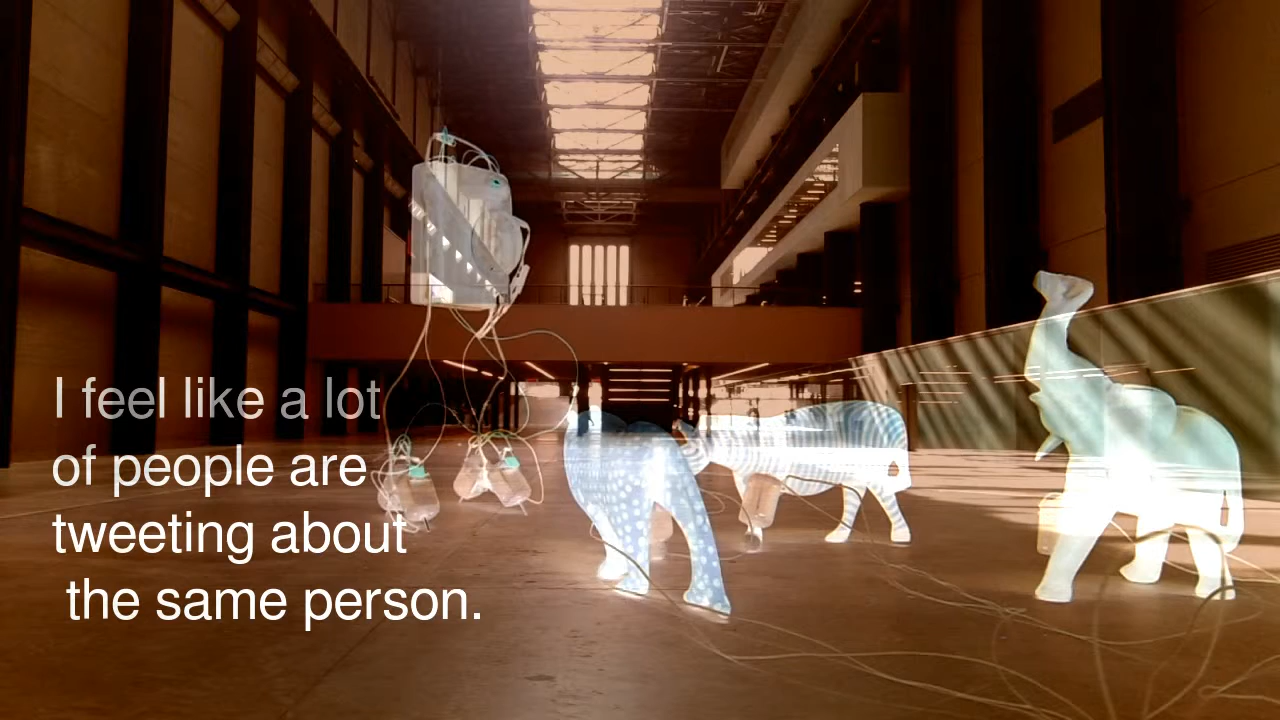 I feel like a lot
of people are
tweeting about
the same person.